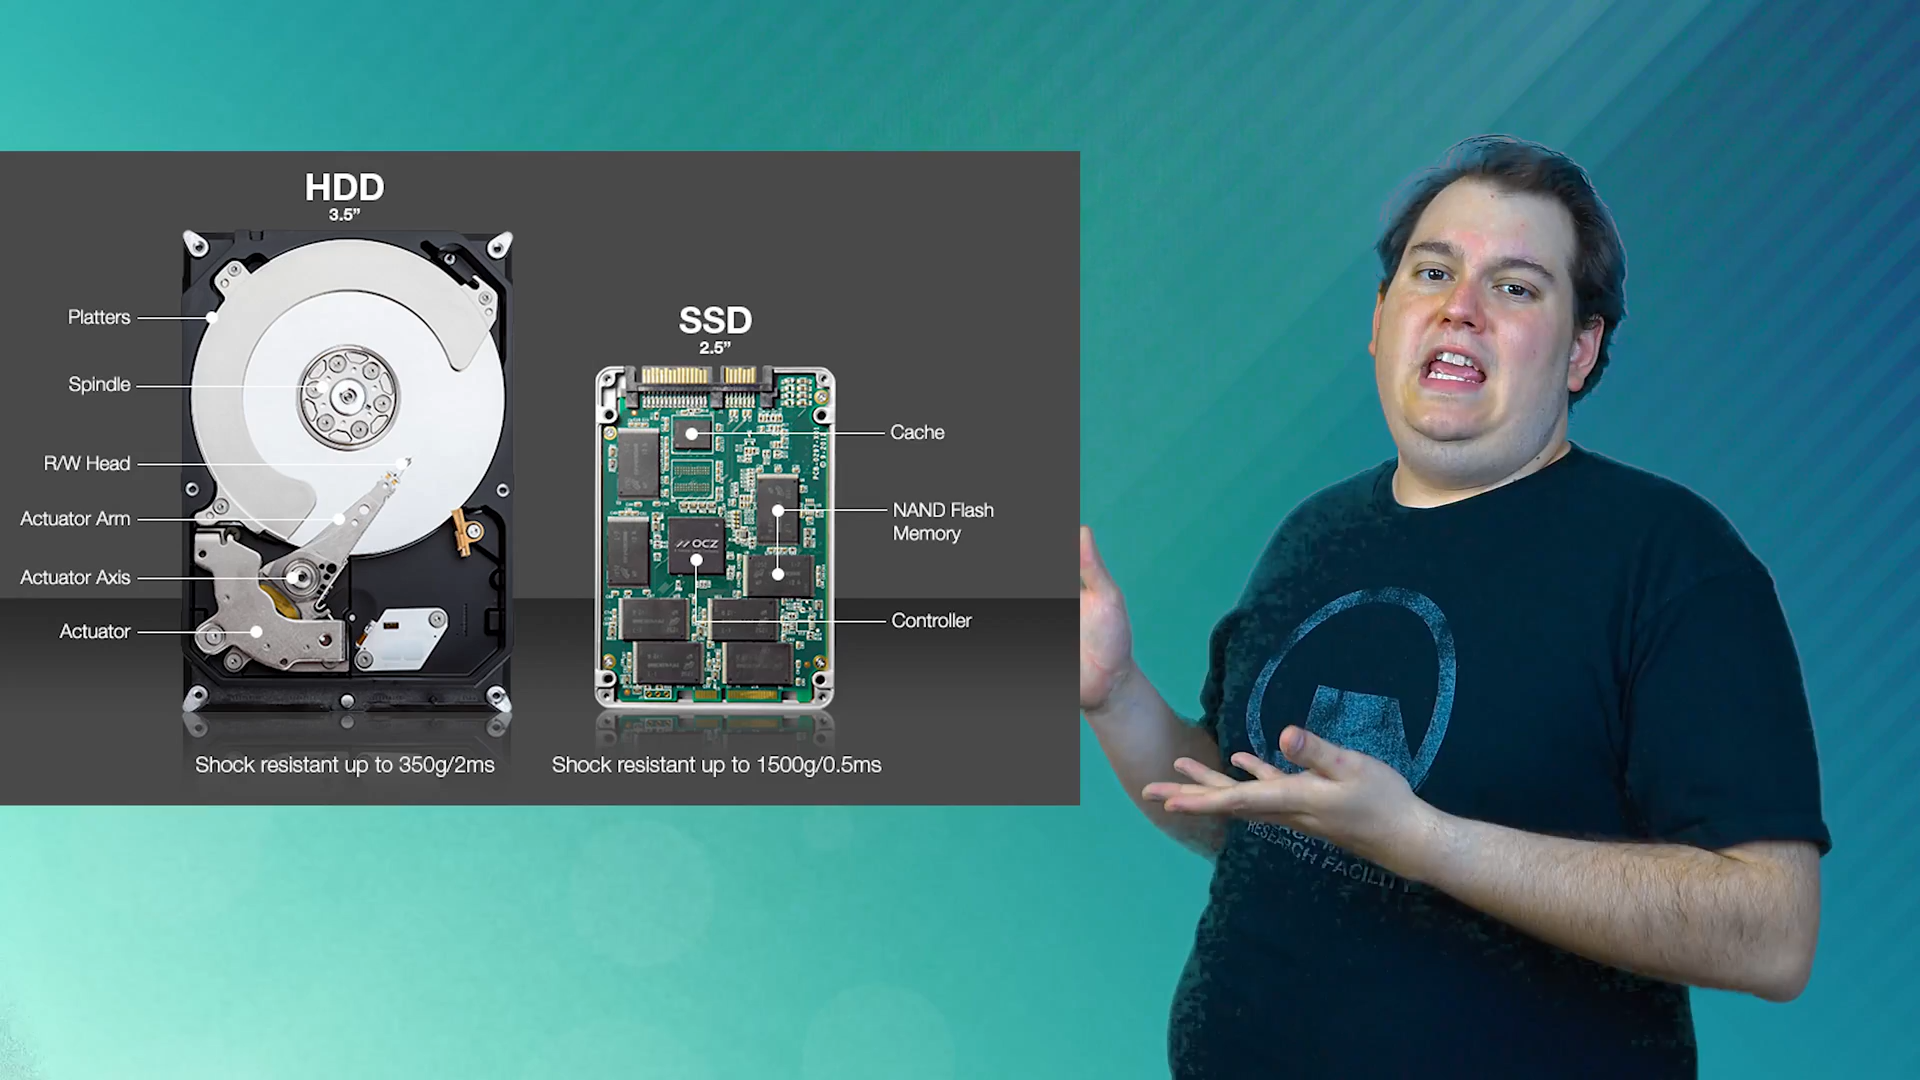 HDD
3.5”
Platters
Spindle
R/W Head
Actuator Arm
Actuator Axis
Actuator
Shock resistant up to 350g/2ms
SSD
2.5”
Cache
NAND Flash
Memory
Controller
OCZ
Shock resistant up to 1500g/0.5ms
RESEARCH FACILITY